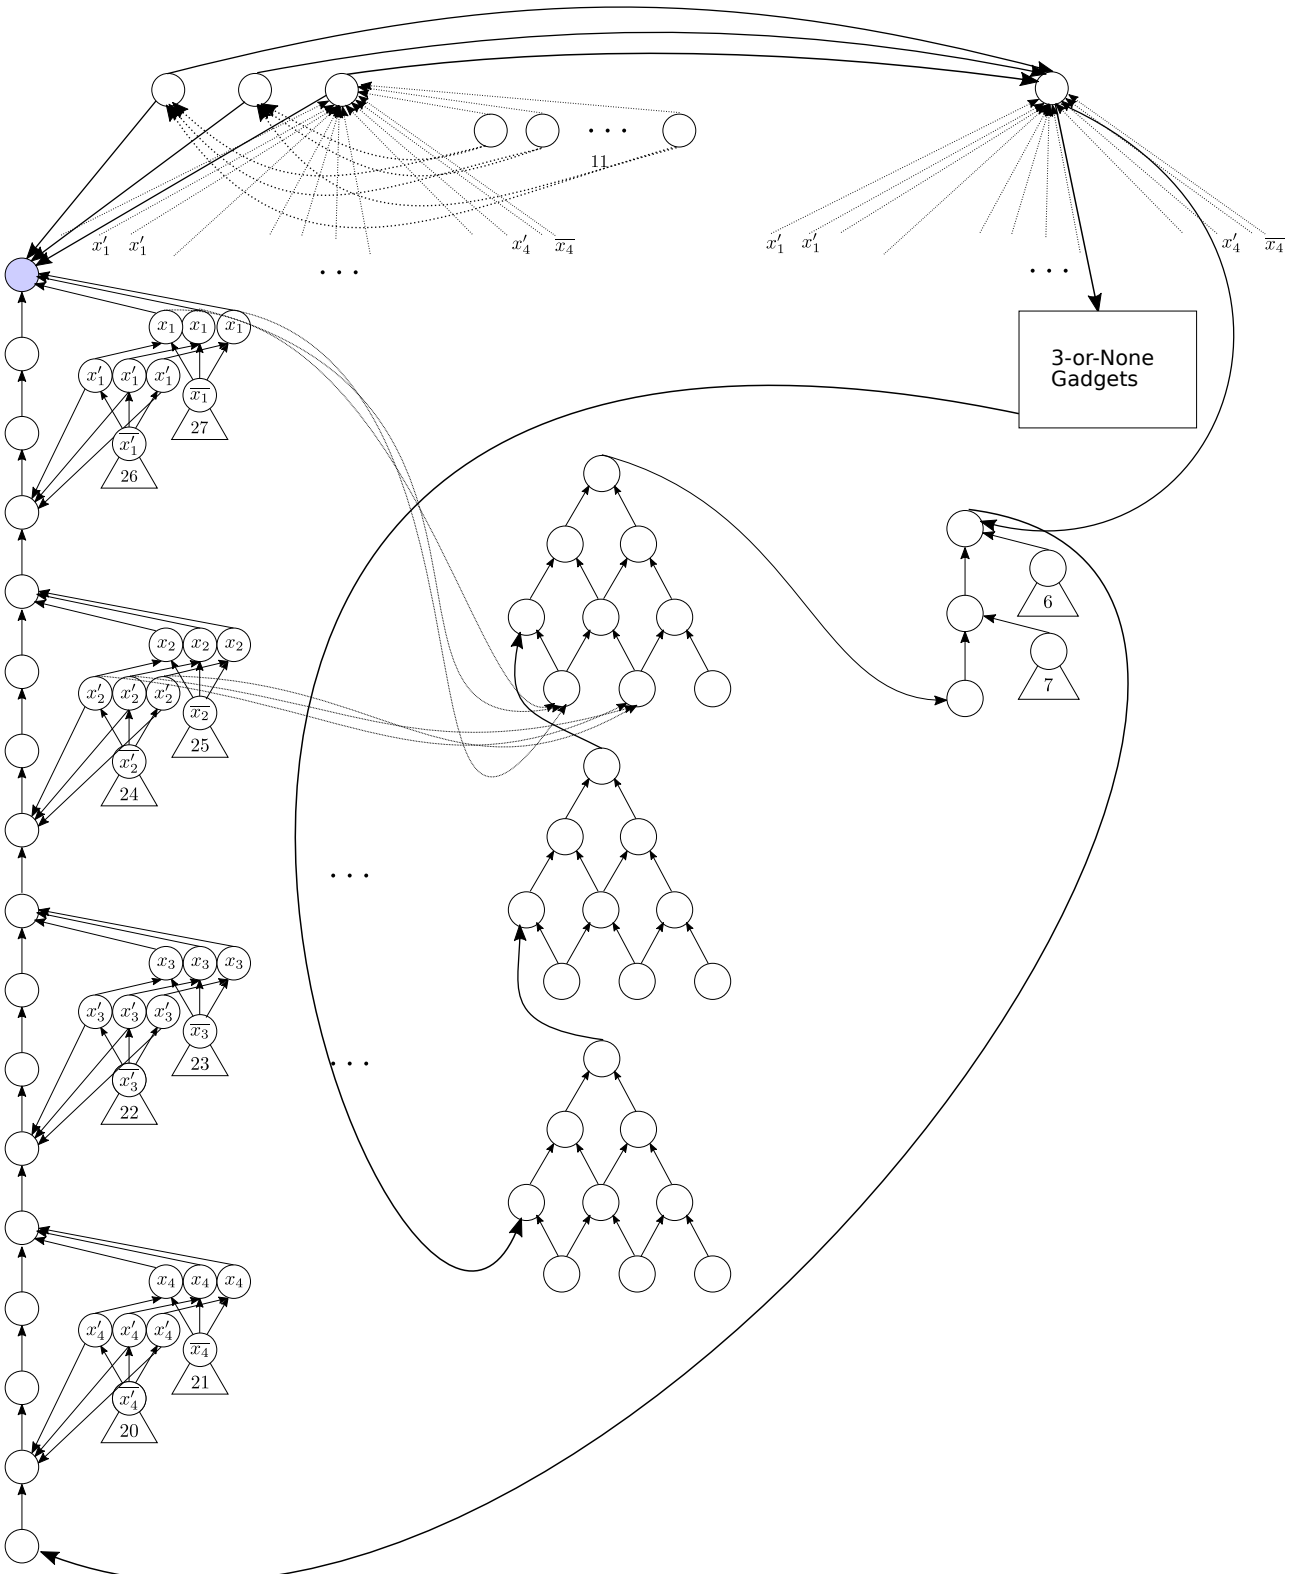 11
x′₁ x′₁ · · · x′₄ x̅₄
x′₁ x′₁ · · · x′₄ x̅₄
3-or-None
Gadgets
x₁ x₁ x₁
x′₁ x′₁ x′₁
x̅₁
27
x̅′₁
26
6
7
x₂ x₂ x₂
x′₂ x′₂ x′₂
x̅₂
25
x̅′₂
24
x₃ x₃ x₃
x′₃ x′₃ x′₃
x̅₃
23
x̅′₃
22
x₄ x₄ x₄
x′₄ x′₄ x′₄
x̅₄
21
x̅′₄
20